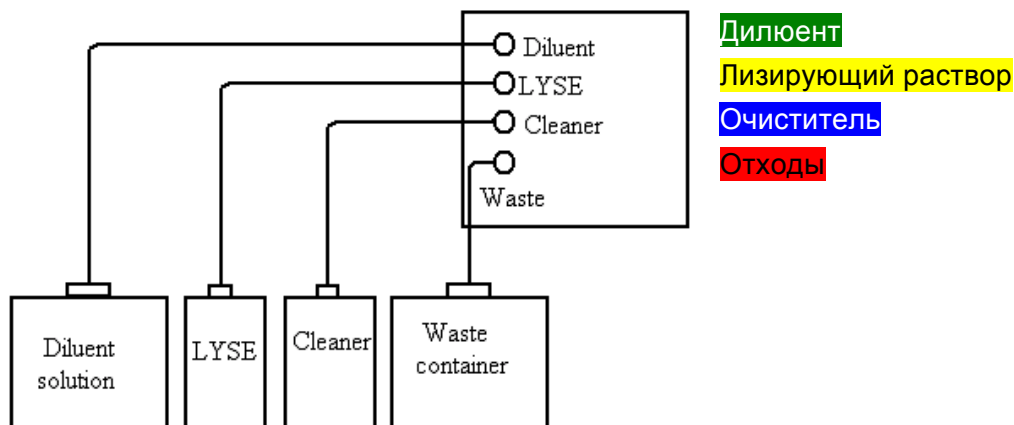 Diluent
LYSE
Cleaner
Waste
Дилюент
Лизирующий раствор
Очиститель
Отходы
Diluent
solution
LYSE
Cleaner
Waste
container